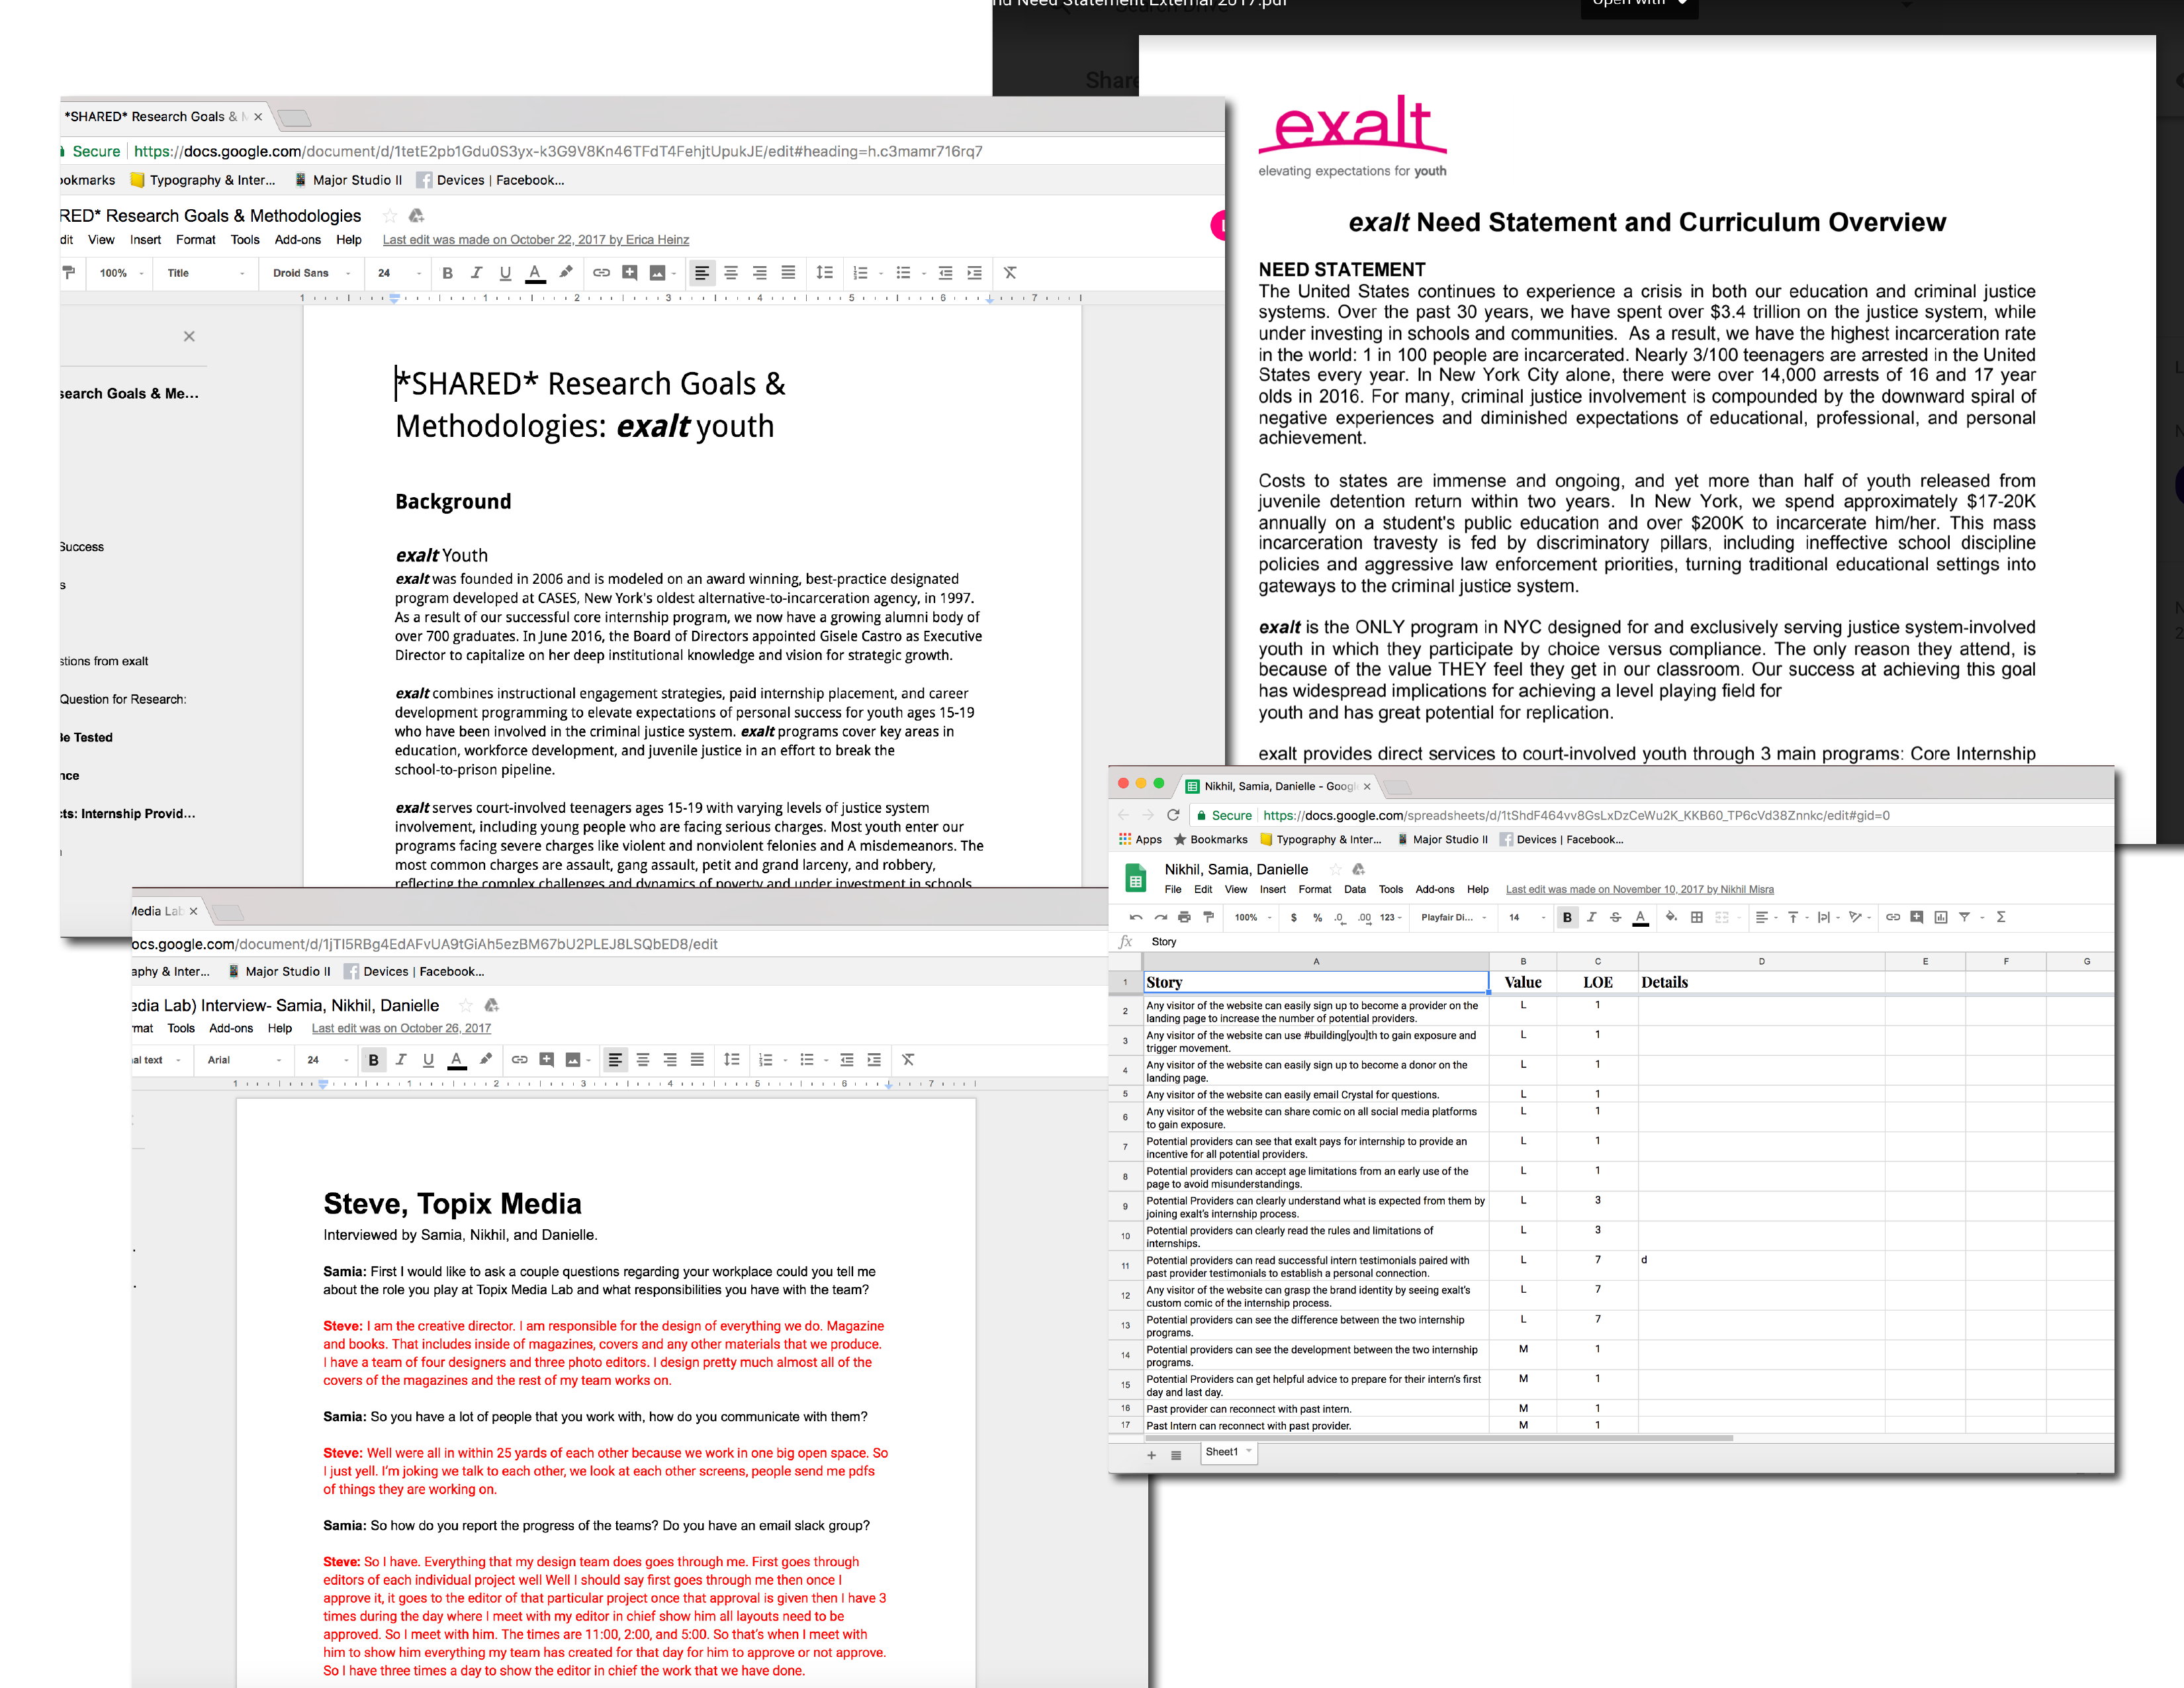 nd Need Statement External 2017.pdf
Open with
Share
*SHARED* Research Goals & M
Secure https://docs.google.com/document/d/1tetE2pb1Gdu0S3yx-k3G9V8Kn46TFdT4FehjtUpukJE/edit#heading=h.c3mamr716rq7
ookmarks Typography & Inter... Major Studio II Devices | Facebook...
RED* Research Goals & Methodologies
dit View Insert Format Tools Add-ons Help Last edit was made on October 22, 2017 by Erica Heinz
100% Title Droid Sans 24 B I U A
1 1 2 3 4 5 6 7
search Goals & Me...
Success
s
stions from exalt
Question for Research:
Be Tested
nce
cts: Internship Provid...
*SHARED* Research Goals &
Methodologies: exalt youth
Background
exalt Youth
exalt was founded in 2006 and is modeled on an award winning, best-practice designated
program developed at CASES, New York's oldest alternative-to-incarceration agency, in 1997.
As a result of our successful core internship program, we now have a growing alumni body of
over 700 graduates. In June 2016, the Board of Directors appointed Gisele Castro as Executive
Director to capitalize on her deep institutional knowledge and vision for strategic growth.
exalt combines instructional engagement strategies, paid internship placement, and career
development programming to elevate expectations of personal success for youth ages 15-19
who have been involved in the criminal justice system. exalt programs cover key areas in
education, workforce development, and juvenile justice in an effort to break the
school-to-prison pipeline.
exalt serves court-involved teenagers ages 15-19 with varying levels of justice system
involvement, including young people who are facing serious charges. Most youth enter our
programs facing severe charges like violent and nonviolent felonies and A misdemeanors. The
most common charges are assault, gang assault, petit and grand larceny, and robbery,
reflecting the complex challenges and dynamics of poverty and under investment in schools
exalt
elevating expectations for youth
exalt Need Statement and Curriculum Overview
NEED STATEMENT
The United States continues to experience a crisis in both our education and criminal justice
systems. Over the past 30 years, we have spent over $3.4 trillion on the justice system, while
under investing in schools and communities. As a result, we have the highest incarceration rate
in the world: 1 in 100 people are incarcerated. Nearly 3/100 teenagers are arrested in the United
States every year. In New York City alone, there were over 14,000 arrests of 16 and 17 year
olds in 2016. For many, criminal justice involvement is compounded by the downward spiral of
negative experiences and diminished expectations of educational, professional, and personal
achievement.
Costs to states are immense and ongoing, and yet more than half of youth released from
juvenile detention return within two years. In New York, we spend approximately $17-20K
annually on a student's public education and over $200K to incarcerate him/her. This mass
incarceration travesty is fed by discriminatory pillars, including ineffective school discipline
policies and aggressive law enforcement priorities, turning traditional educational settings into
gateways to the criminal justice system.
exalt is the ONLY program in NYC designed for and exclusively serving justice system-involved
youth in which they participate by choice versus compliance. The only reason they attend, is
because of the value THEY feel they get in our classroom. Our success at achieving this goal
has widespread implications for achieving a level playing field for
youth and has great potential for replication.
exalt provides direct services to court-involved youth through 3 main programs: Core Internship
Media Lab
ocs.google.com/document/d/1jTI5RBg4EdAFvUA9tGiAh5ezBM67bU2PLEJ8LSQbED8/edit
aphy & Inter... Major Studio II Devices | Facebook...
edia Lab) Interview- Samia, Nikhil, Danielle
mat Tools Add-ons Help Last edit was on October 26, 2017
al text Arial 24 B I U A
1 1 2 3 4 5 6 7
Steve, Topix Media
Interviewed by Samia, Nikhil, and Danielle.
Samia: First I would like to ask a couple questions regarding your workplace could you tell me
about the role you play at Topix Media Lab and what responsibilities you have with the team?
Steve: I am the creative director. I am responsible for the design of everything we do. Magazine
and books. That includes inside of magazines, covers and any other materials that we produce.
I have a team of four designers and three photo editors. I design pretty much almost all of the
covers of the magazines and the rest of my team works on.
Samia: So you have a lot of people that you work with, how do you communicate with them?
Steve: Well were all in within 25 yards of each other because we work in one big open space. So
I just yell. I'm joking we talk to each other, we look at each other screens, people send me pdfs
of things they are working on.
Samia: So how do you report the progress of the teams? Do you have an email slack group?
Steve: So I have. Everything that my design team does goes through me. First goes through
editors of each individual project well Well I should say first goes through me then once I
approve it, it goes to the editor of that particular project once that approval is given then I have 3
times during the day where I meet with my editor in chief show him all layouts need to be
approved. So I meet with him. The times are 11:00, 2:00, and 5:00. So that's when I meet with
him to show him everything my team has created for that day for him to approve or not approve.
So I have three times a day to show the editor in chief the work that we have done.
Nikhil, Samia, Danielle - Googl
Secure https://docs.google.com/spreadsheets/d/1tShdF464vv8GsLxDzCeWu2K_KKB60_TP6cVd38Znnkc/edit#gid=0
Apps Bookmarks Typography & Inter... Major Studio II Devices | Facebook...
Nikhil, Samia, Danielle
File Edit View Insert Format Data Tools Add-ons Help Last edit was made on November 10, 2017 by Nikhil Misra
100% $ % .0 .00 123 Playfair Di... 14 B I S A
fx Story
A B C D E F G
1 Story Value LOE Details
2 Any visitor of the website can easily sign up to become a provider on the L 1
landing page to increase the number of potential providers.
3 Any visitor of the website can use #building[you]th to gain exposure and L 1
trigger movement.
4 Any visitor of the website can easily sign up to become a donor on the L 1
landing page.
5 Any visitor of the website can easily email Crystal for questions. L 1
6 Any visitor of the website can share comic on all social media platforms L 1
to gain exposure.
7 Potential providers can see that exalt pays for internship to provide an L 1
incentive for all potential providers.
8 Potential providers can accept age limitations from an early use of the L 1
page to avoid misunderstandings.
9 Potential Providers can clearly understand what is expected from them by L 3
joining exalt's internship process.
10 Potential providers can clearly read the rules and limitations of L 3
internships.
11 Potential providers can read successful intern testimonials paired with L 7 d
past provider testimonials to establish a personal connection.
12 Any visitor of the website can grasp the brand identity by seeing exalt's L 7
custom comic of the internship process.
13 Potential providers can see the difference between the two internship L 7
programs.
14 Potential providers can see the development between the two internship M 1
programs.
15 Potential Providers can get helpful advice to prepare for their intern's first M 1
day and last day.
16 Past provider can reconnect with past intern. M 1
17 Past Intern can reconnect with past provider. M 1
Sheet1